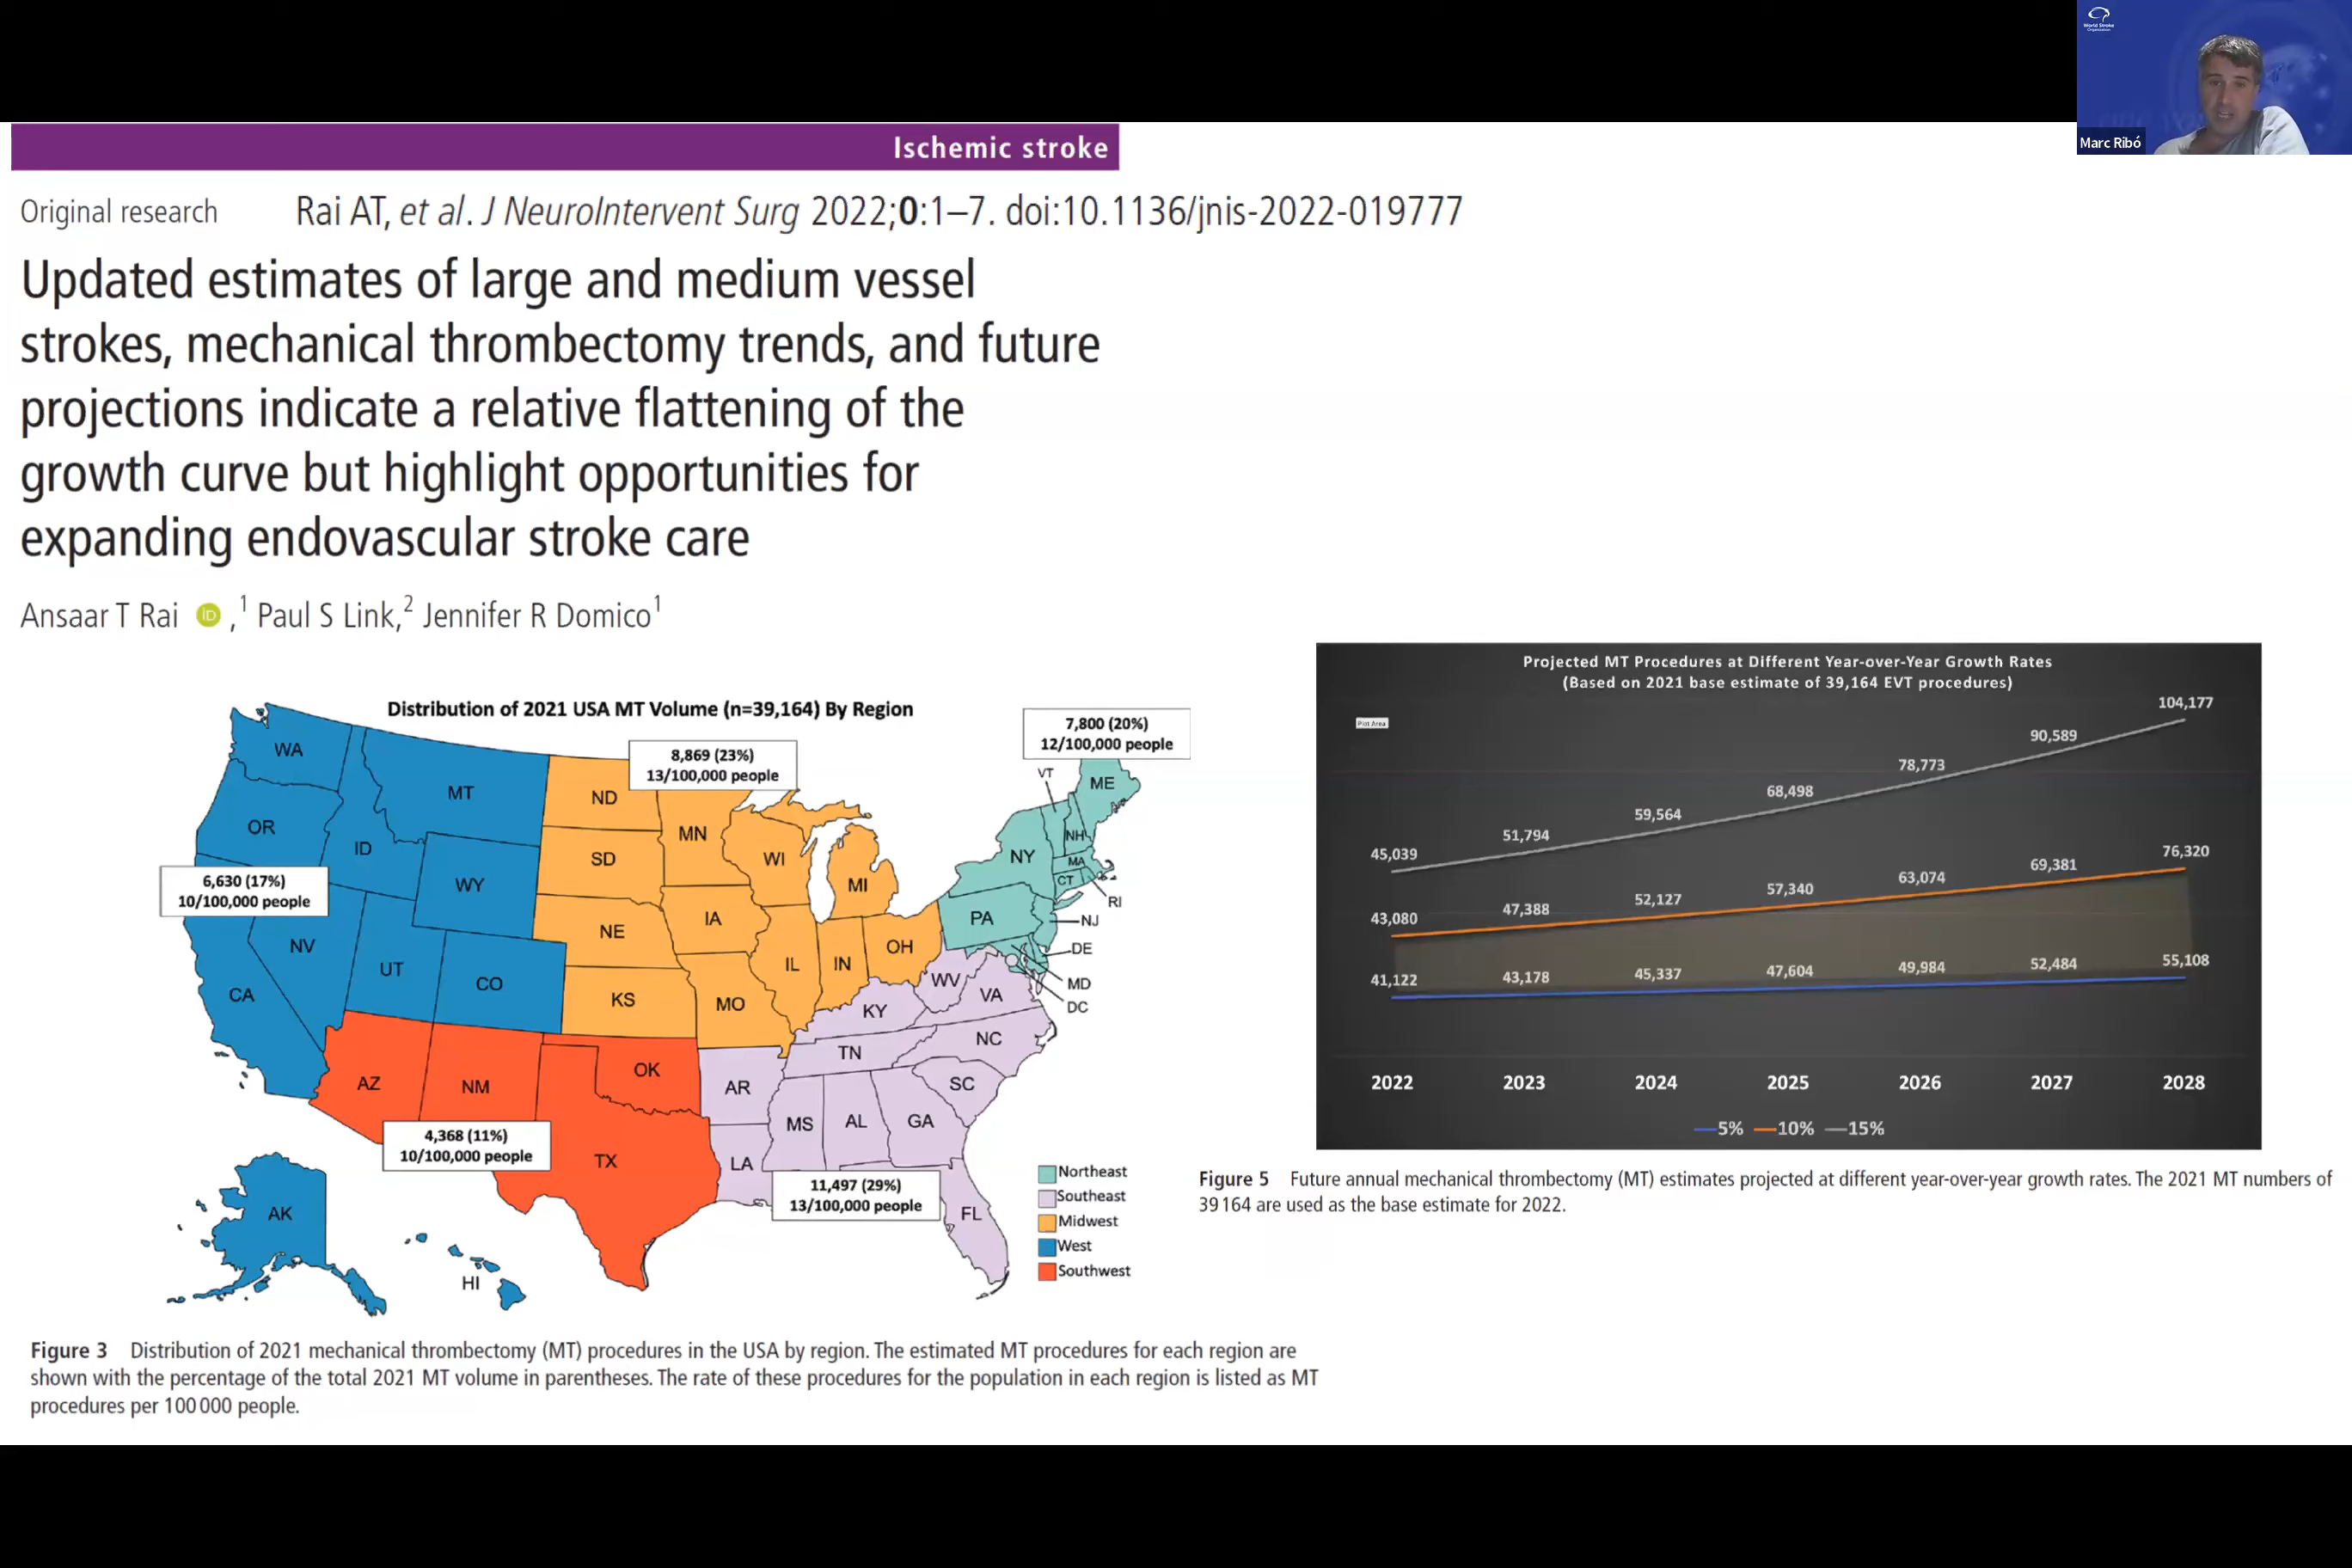 World Stroke
Organization
Marc Ribó
Ischemic stroke
Original research
Rai AT, et al. J NeuroIntervent Surg 2022;0:1–7. doi:10.1136/jnis-2022-019777
Updated estimates of large and medium vessel
strokes, mechanical thrombectomy trends, and future
projections indicate a relative flattening of the
growth curve but highlight opportunities for
expanding endovascular stroke care
Ansaar T Rai iD ,1 Paul S Link,2 Jennifer R Domico1
Distribution of 2021 USA MT Volume (n=39,164) By Region
8,869 (23%)
13/100,000 people
7,800 (20%)
12/100,000 people
6,630 (17%)
10/100,000 people
4,368 (11%)
10/100,000 people
11,497 (29%)
13/100,000 people
WA
OR
ID
MT
WY
NV
CA
UT
CO
AZ
NM
OK
TX
ND
SD
NE
KS
MN
IA
MO
WI
IL
MI
IN
OH
KY
TN
AR
LA
MS
AL
GA
FL
SC
NC
VA
WV
PA
NY
VT
NH
ME
MA
CT
RI
NJ
DE
MD
DC
AK
HI
Northeast
Southeast
Midwest
West
Southwest
Figure 3 Distribution of 2021 mechanical thrombectomy (MT) procedures in the USA by region. The estimated MT procedures for each region are
shown with the percentage of the total 2021 MT volume in parentheses. The rate of these procedures for the population in each region is listed as MT
procedures per 100 000 people.
Projected MT Procedures at Different Year-over-Year Growth Rates
(Based on 2021 base estimate of 39,164 EVT procedures)
Plot Area
45,039 51,794 59,564 68,498 78,773 90,589 104,177
43,080 47,388 52,127 57,340 63,074 69,381 76,320
41,122 43,178 45,337 47,604 49,984 52,484 55,108
2022 2023 2024 2025 2026 2027 2028
5% 10% 15%
Figure 5 Future annual mechanical thrombectomy (MT) estimates projected at different year-over-year growth rates. The 2021 MT numbers of
39 164 are used as the base estimate for 2022.